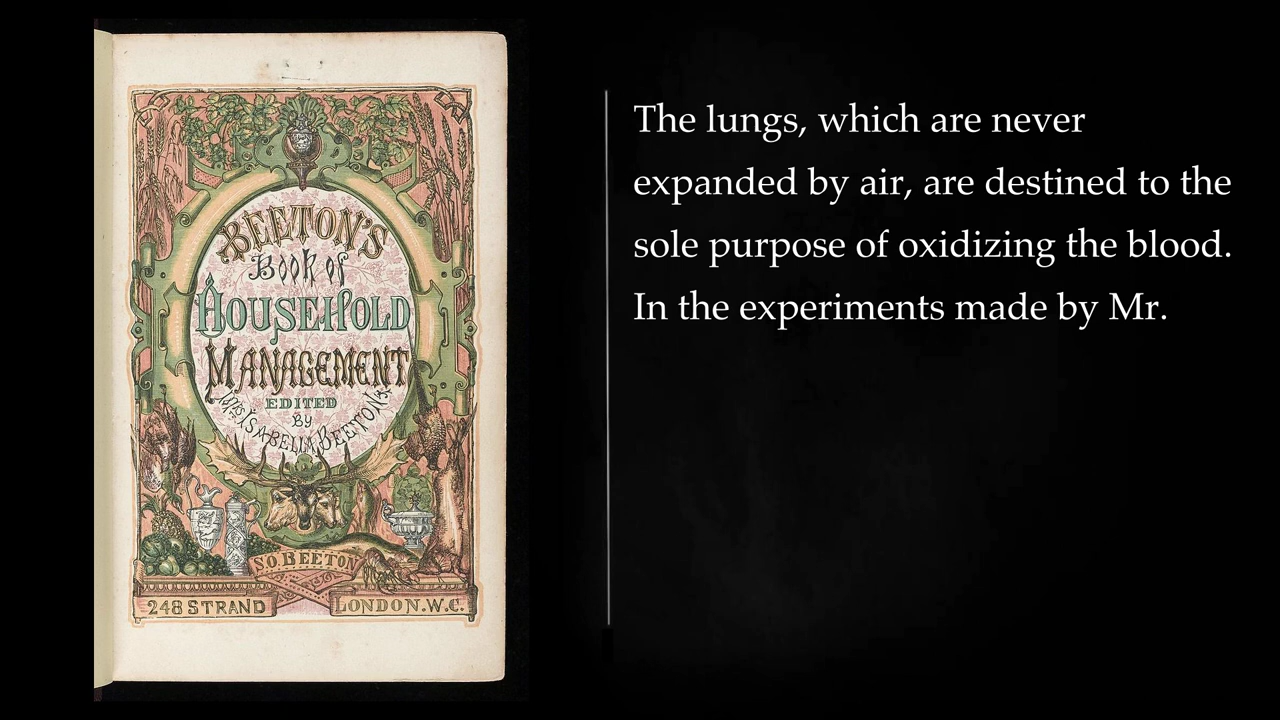 BEETON'S
Book of
HOUSEHOLD
MANAGEMENT
EDITED
BY
MRS ISABELLA BEETON
S.O. BEETON
248 STRAND
LONDON. W.C.
The lungs, which are never
expanded by air, are destined to the
sole purpose of oxidizing the blood.
In the experiments made by Mr.